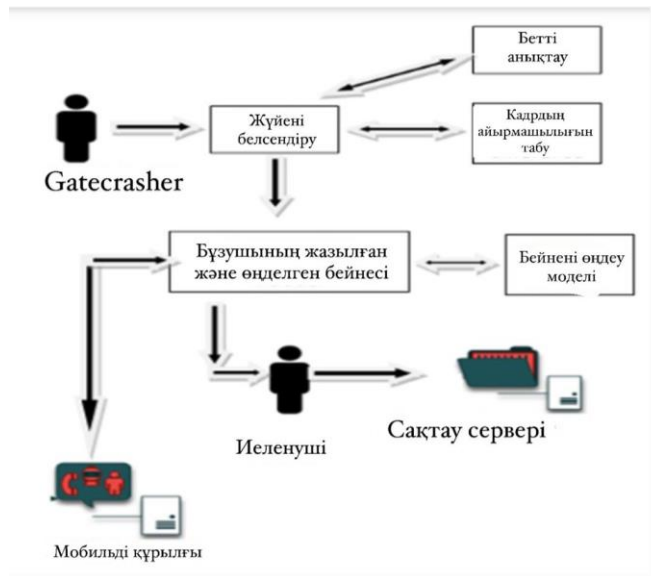 Бетті
анықтау
Жүйені
белсендіру
Кадрдың
айырмашылығын
табу
Gatecrasher
Бұзушының жазылған
және өңделген бейнесі
Бейнені өңдеу
моделі
Иеленуші
Сақтау сервері
Мобильді құрылғы